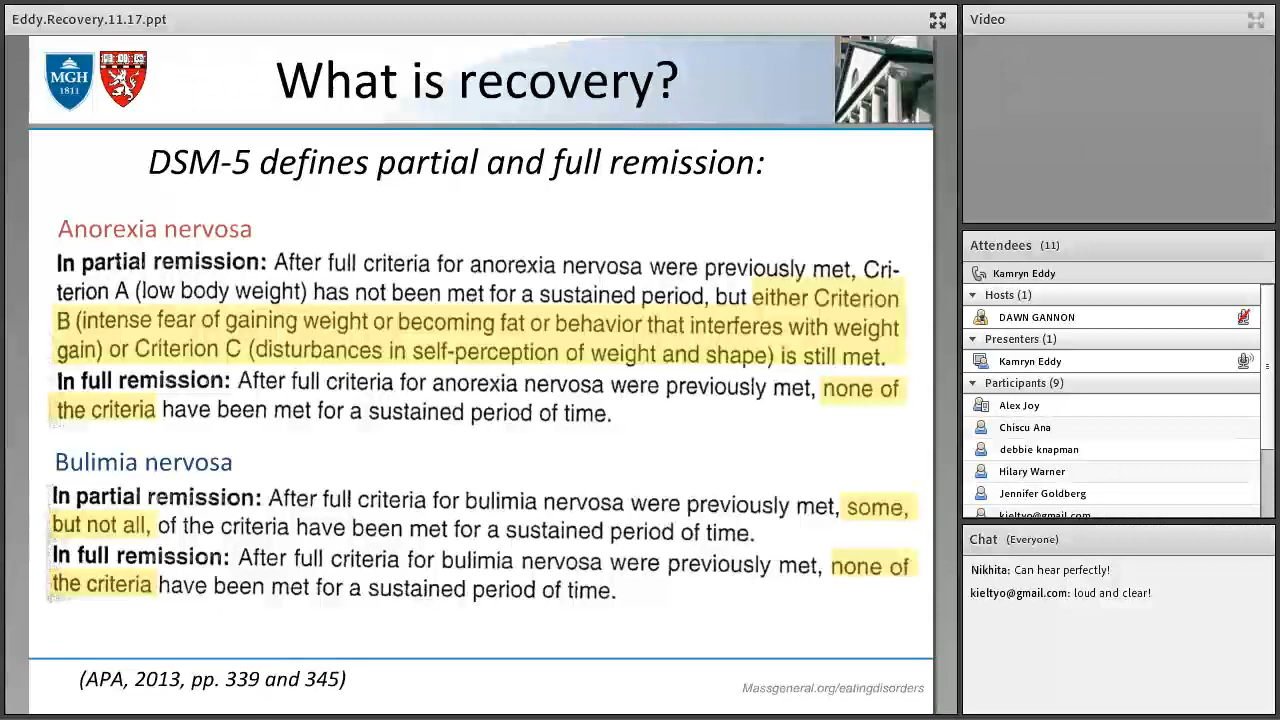 Eddy.Recovery.11.17.ppt
MGH
1811
What is recovery?
DSM-5 defines partial and full remission:
Anorexia nervosa
In partial remission: After full criteria for anorexia nervosa were previously met, Cri-
terion A (low body weight) has not been met for a sustained period, but either Criterion
B (intense fear of gaining weight or becoming fat or behavior that interferes with weight
gain) or Criterion C (disturbances in self-perception of weight and shape) is still met.
In full remission: After full criteria for anorexia nervosa were previously met, none of
the criteria have been met for a sustained period of time.
Bulimia nervosa
In partial remission: After full criteria for bulimia nervosa were previously met, some,
but not all, of the criteria have been met for a sustained period of time.
In full remission: After full criteria for bulimia nervosa were previously met, none of
the criteria have been met for a sustained period of time.
(APA, 2013, pp. 339 and 345)
Massgeneral.org/eatingdisorders
Video
Attendees (11)
Kamryn Eddy
Hosts (1)
DAWN GANNON
Presenters (1)
Kamryn Eddy
Participants (9)
Alex Joy
Chiscu Ana
debbie knapman
Hilary Warner
Jennifer Goldberg
kieltyo@gmail.com
Chat (Everyone)
Nikhita: Can hear perfectly!
kieltyo@gmail.com: loud and clear!